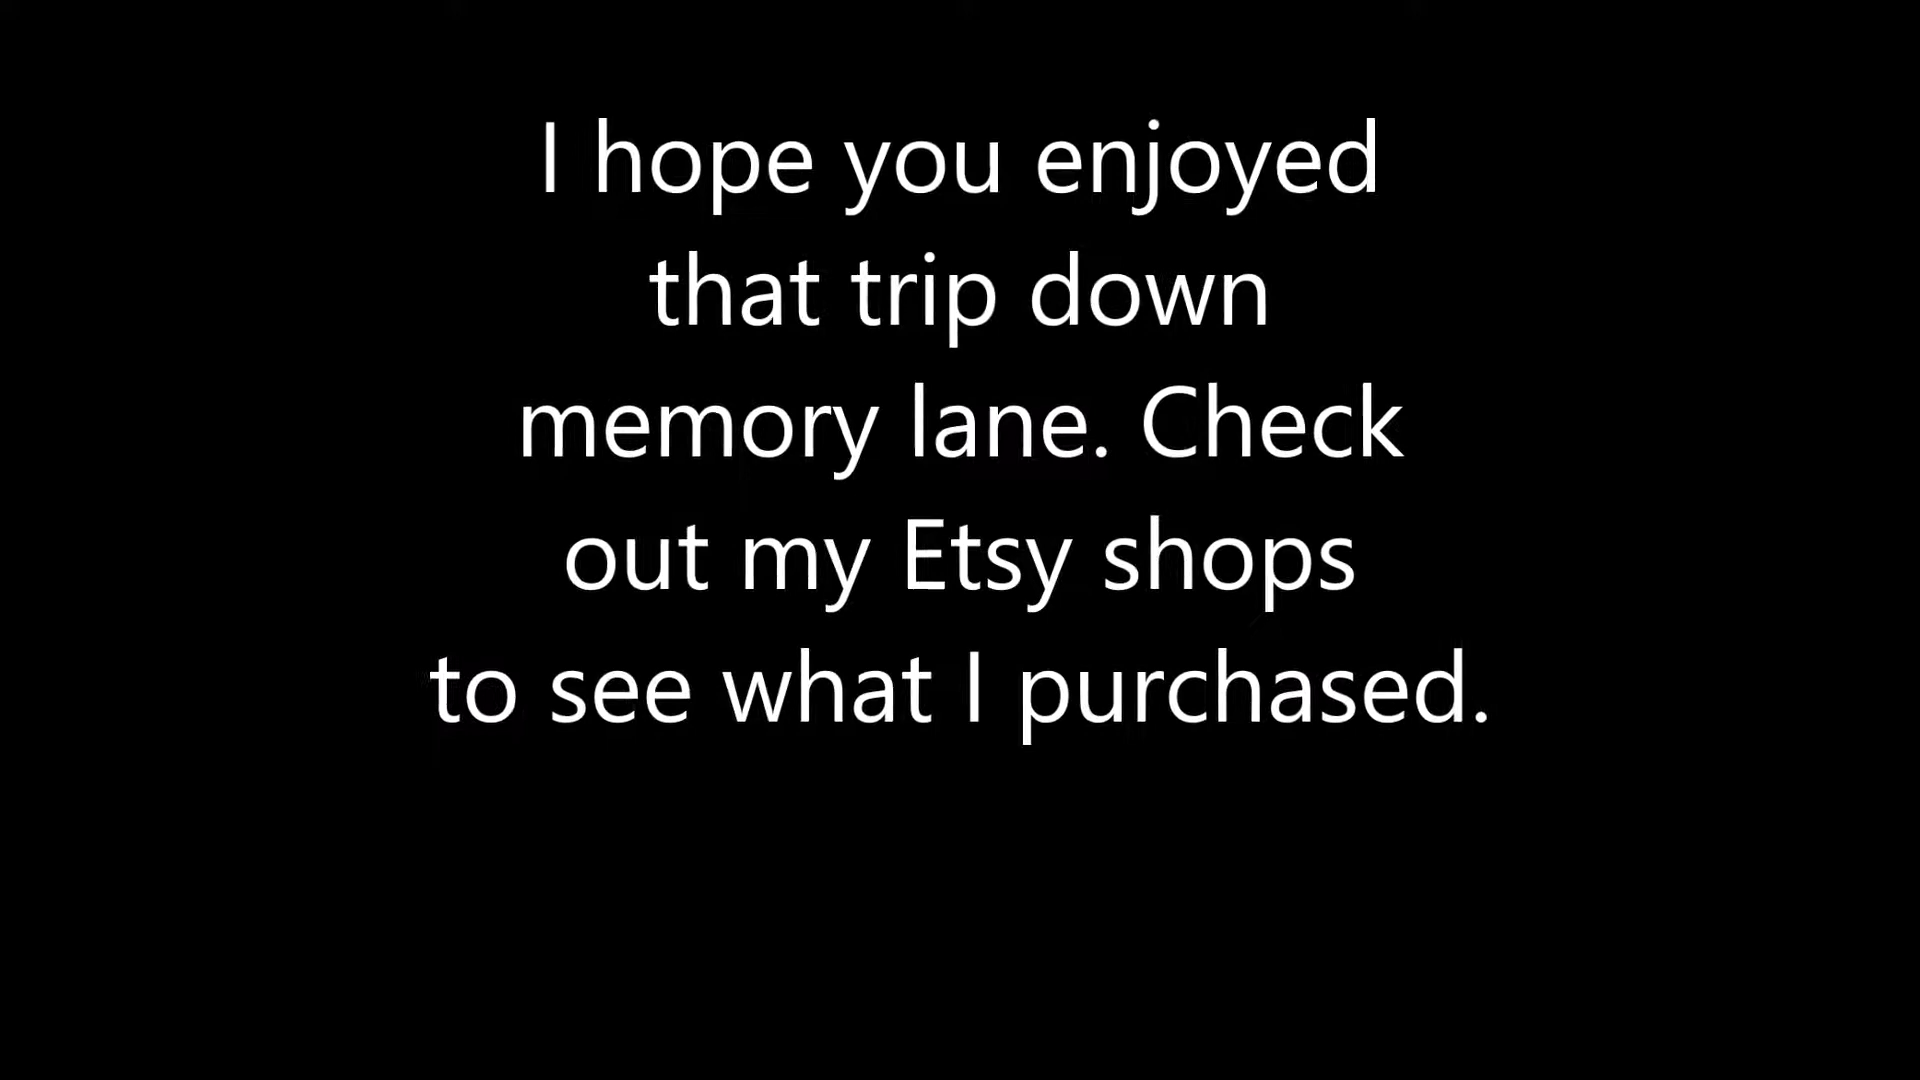 I hope you enjoyed
that trip down
memory lane. Check
out my Etsy shops
to see what I purchased.